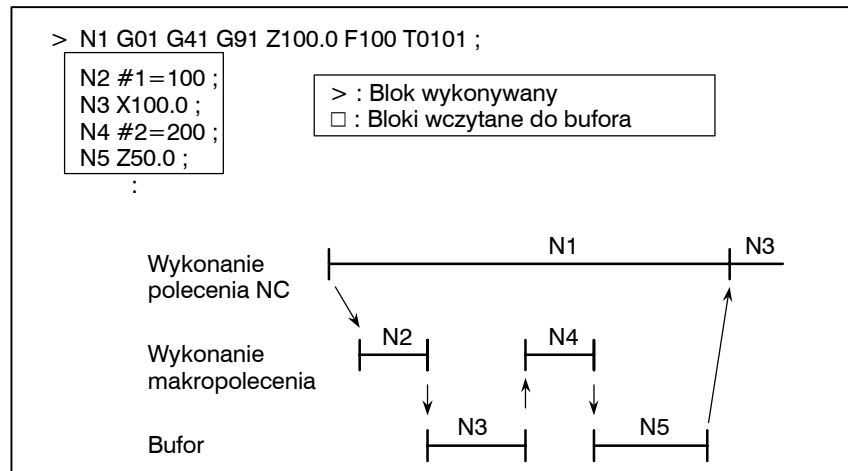 > N1 G01 G41 G91 Z100.0 F100 T0101 ;
N2 #1=100 ;
N3 X100.0 ;
N4 #2=200 ;
N5 Z50.0 ;
:
> : Blok wykonywany
□ : Bloki wczytane do bufora
N1 N3
Wykonanie
polecenia NC
N2 N4
Wykonanie
makropolecenia
N3 N5
Bufor